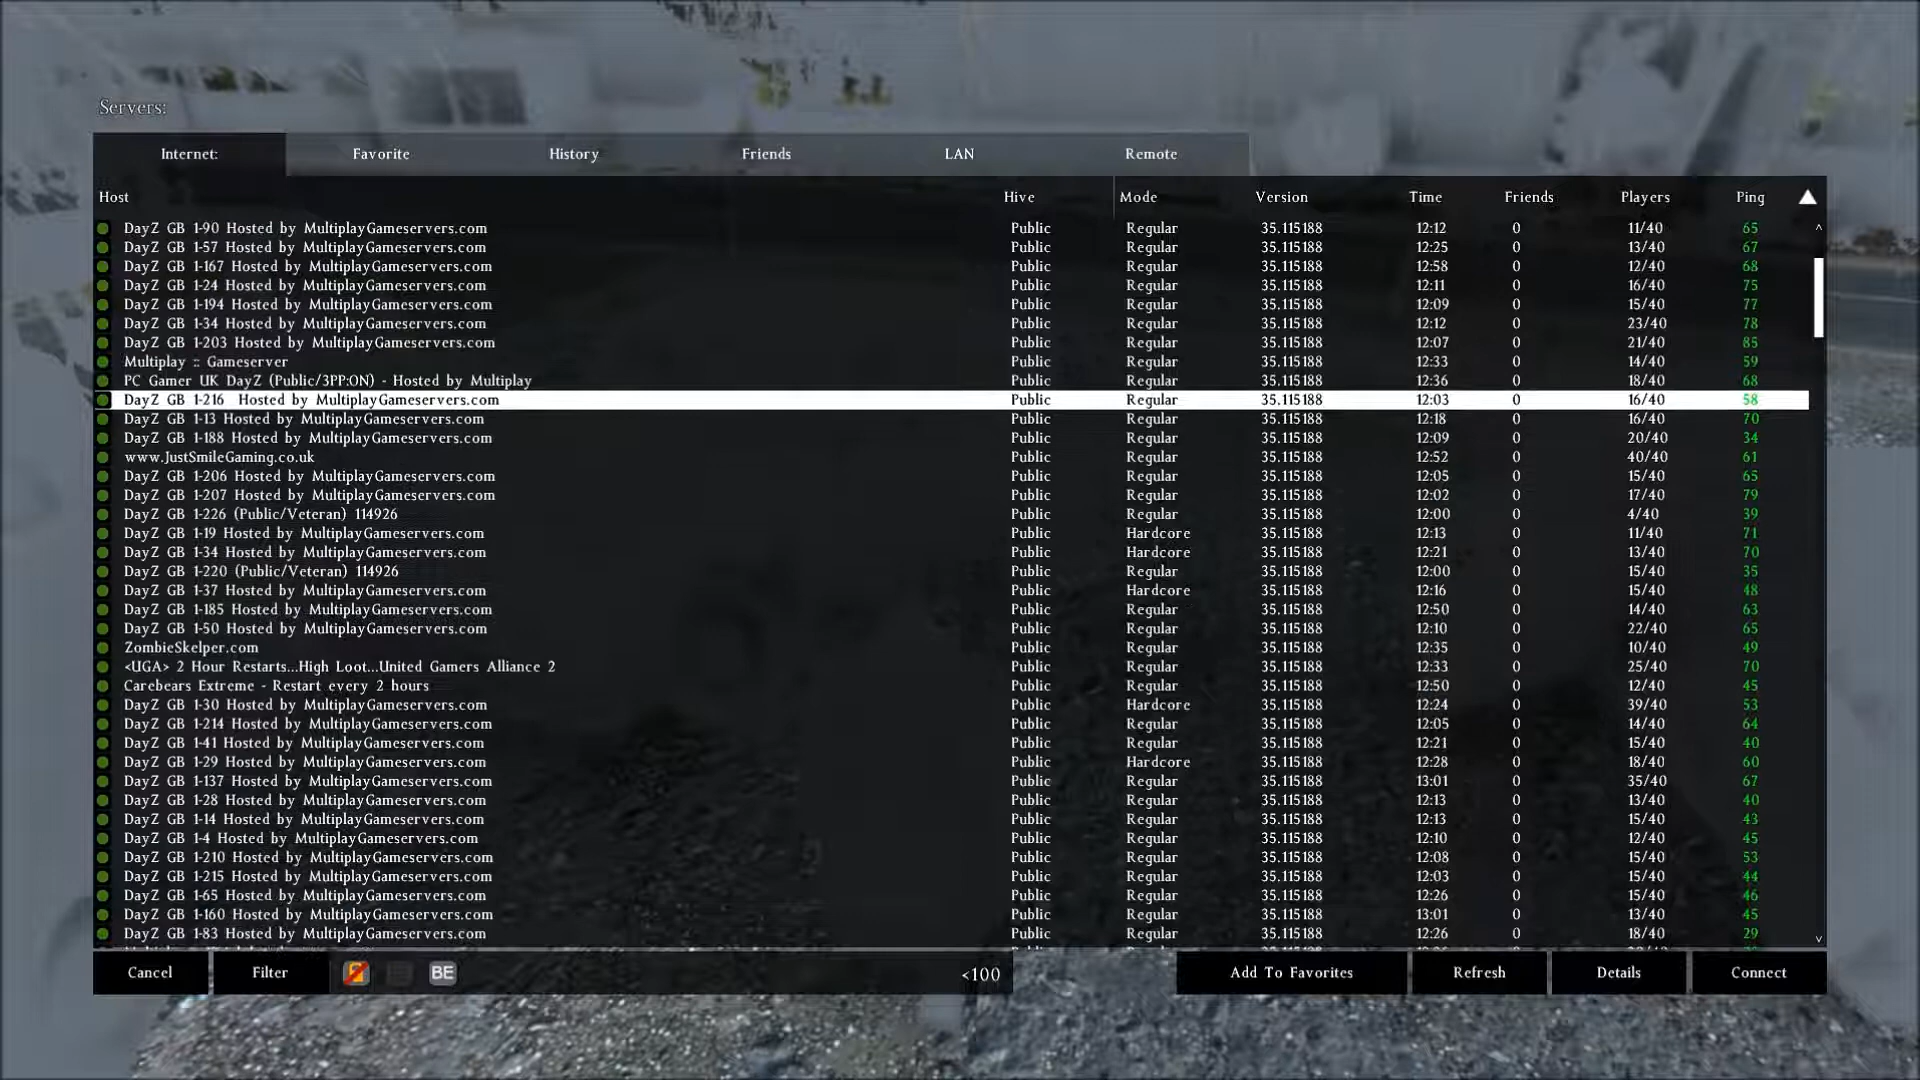 Servers:
Internet: Favorite History Friends LAN Remote
Host Hive Mode Version Time Friends Players Ping
DayZ GB 1-90 Hosted by MultiplayGameservers.com Public Regular 35.115188 12:12 0 11/40 65
DayZ GB 1-57 Hosted by MultiplayGameservers.com Public Regular 35.115188 12:25 0 13/40 67
DayZ GB 1-167 Hosted by MultiplayGameservers.com Public Regular 35.115188 12:58 0 12/40 68
DayZ GB 1-24 Hosted by MultiplayGameservers.com Public Regular 35.115188 12:11 0 16/40 75
DayZ GB 1-194 Hosted by MultiplayGameservers.com Public Regular 35.115188 12:09 0 15/40 77
DayZ GB 1-34 Hosted by MultiplayGameservers.com Public Regular 35.115188 12:12 0 23/40 78
DayZ GB 1-203 Hosted by MultiplayGameservers.com Public Regular 35.115188 12:07 0 21/40 85
Multiplay :: Gameserver Public Regular 35.115188 12:33 0 14/40 59
PC Gamer UK DayZ (Public/3PP:ON) - Hosted by Multiplay Public Regular 35.115188 12:36 0 18/40 68
DayZ GB 1-216 Hosted by MultiplayGameservers.com Public Regular 35.115188 12:03 0 16/40 58
DayZ GB 1-13 Hosted by MultiplayGameservers.com Public Regular 35.115188 12:18 0 16/40 70
DayZ GB 1-188 Hosted by MultiplayGameservers.com Public Regular 35.115188 12:09 0 20/40 34
www.JustSmileGaming.co.uk Public Regular 35.115188 12:52 0 40/40 61
DayZ GB 1-206 Hosted by MultiplayGameservers.com Public Regular 35.115188 12:05 0 15/40 65
DayZ GB 1-207 Hosted by MultiplayGameservers.com Public Regular 35.115188 12:02 0 17/40 79
DayZ GB 1-226 (Public/Veteran) 114926 Public Regular 35.115188 12:00 0 4/40 39
DayZ GB 1-19 Hosted by MultiplayGameservers.com Public Hardcore 35.115188 12:13 0 11/40 71
DayZ GB 1-34 Hosted by MultiplayGameservers.com Public Hardcore 35.115188 12:21 0 13/40 70
DayZ GB 1-220 (Public/Veteran) 114926 Public Regular 35.115188 12:00 0 15/40 35
DayZ GB 1-37 Hosted by MultiplayGameservers.com Public Hardcore 35.115188 12:16 0 15/40 48
DayZ GB 1-185 Hosted by MultiplayGameservers.com Public Regular 35.115188 12:50 0 14/40 63
DayZ GB 1-50 Hosted by MultiplayGameservers.com Public Regular 35.115188 12:10 0 22/40 65
ZombieSkelper.com Public Regular 35.115188 12:35 0 10/40 49
<UGA> 2 Hour Restarts...High Loot...United Gamers Alliance 2 Public Regular 35.115188 12:33 0 25/40 70
Carebears Extreme - Restart every 2 hours Public Regular 35.115188 12:50 0 12/40 45
DayZ GB 1-30 Hosted by MultiplayGameservers.com Public Hardcore 35.115188 12:24 0 39/40 53
DayZ GB 1-214 Hosted by MultiplayGameservers.com Public Regular 35.115188 12:05 0 14/40 64
DayZ GB 1-41 Hosted by MultiplayGameservers.com Public Regular 35.115188 12:21 0 15/40 40
DayZ GB 1-29 Hosted by MultiplayGameservers.com Public Hardcore 35.115188 12:28 0 18/40 60
DayZ GB 1-137 Hosted by MultiplayGameservers.com Public Regular 35.115188 13:01 0 35/40 67
DayZ GB 1-28 Hosted by MultiplayGameservers.com Public Regular 35.115188 12:13 0 13/40 40
DayZ GB 1-14 Hosted by MultiplayGameservers.com Public Regular 35.115188 12:13 0 15/40 43
DayZ GB 1-4 Hosted by MultiplayGameservers.com Public Regular 35.115188 12:10 0 12/40 45
DayZ GB 1-210 Hosted by MultiplayGameservers.com Public Regular 35.115188 12:08 0 15/40 53
DayZ GB 1-215 Hosted by MultiplayGameservers.com Public Regular 35.115188 12:03 0 15/40 44
DayZ GB 1-65 Hosted by MultiplayGameservers.com Public Regular 35.115188 12:26 0 15/40 46
DayZ GB 1-160 Hosted by MultiplayGameservers.com Public Regular 35.115188 13:01 0 13/40 45
DayZ GB 1-83 Hosted by MultiplayGameservers.com Public Regular 35.115188 12:26 0 18/40 29
Cancel Filter BE <100 Add To Favorites Refresh Details Connect